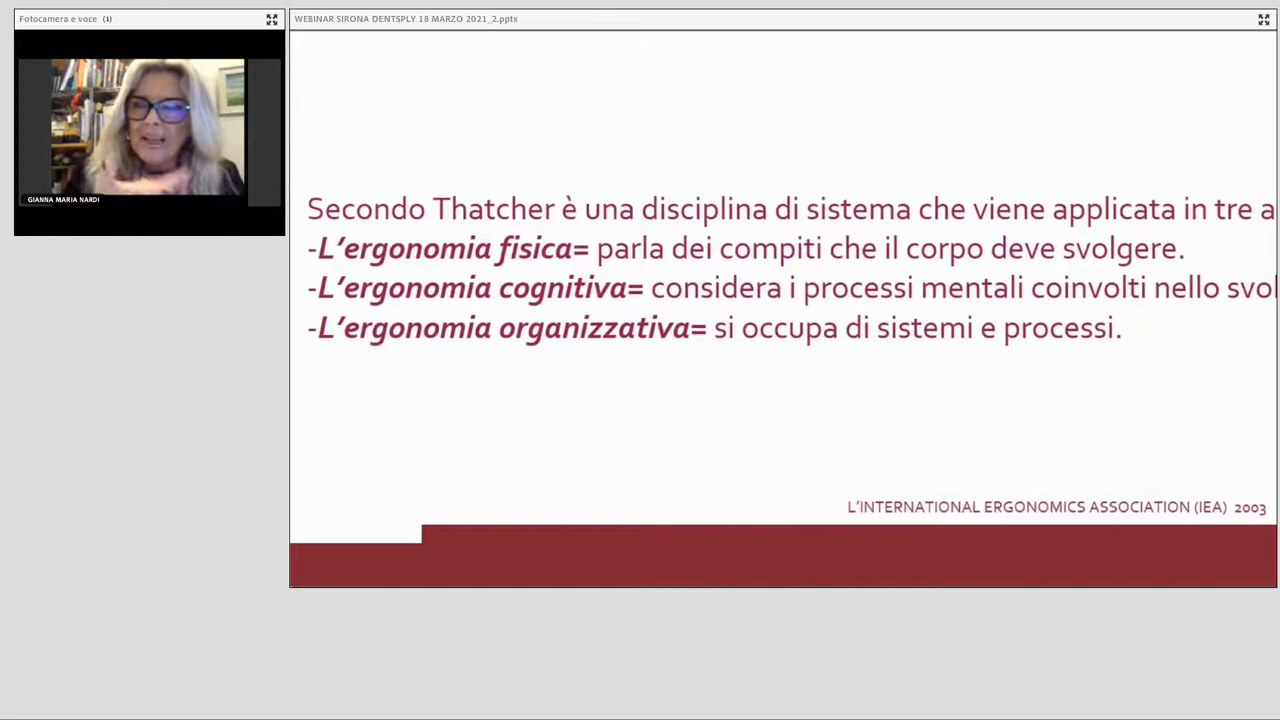 Fotocamera e voce (1)
WEBINAR SIRONA DENTSPLY 18 MARZO 2021_2.pptx
GIANNA MARIA NARDI
Secondo Thatcher è una disciplina di sistema che viene applicata in tre a
-L’ergonomia fisica= parla dei compiti che il corpo deve svolgere.
-L’ergonomia cognitiva= considera i processi mentali coinvolti nello svol
-L’ergonomia organizzativa= si occupa di sistemi e processi.
L’INTERNATIONAL ERGONOMICS ASSOCIATION (IEA) 2003